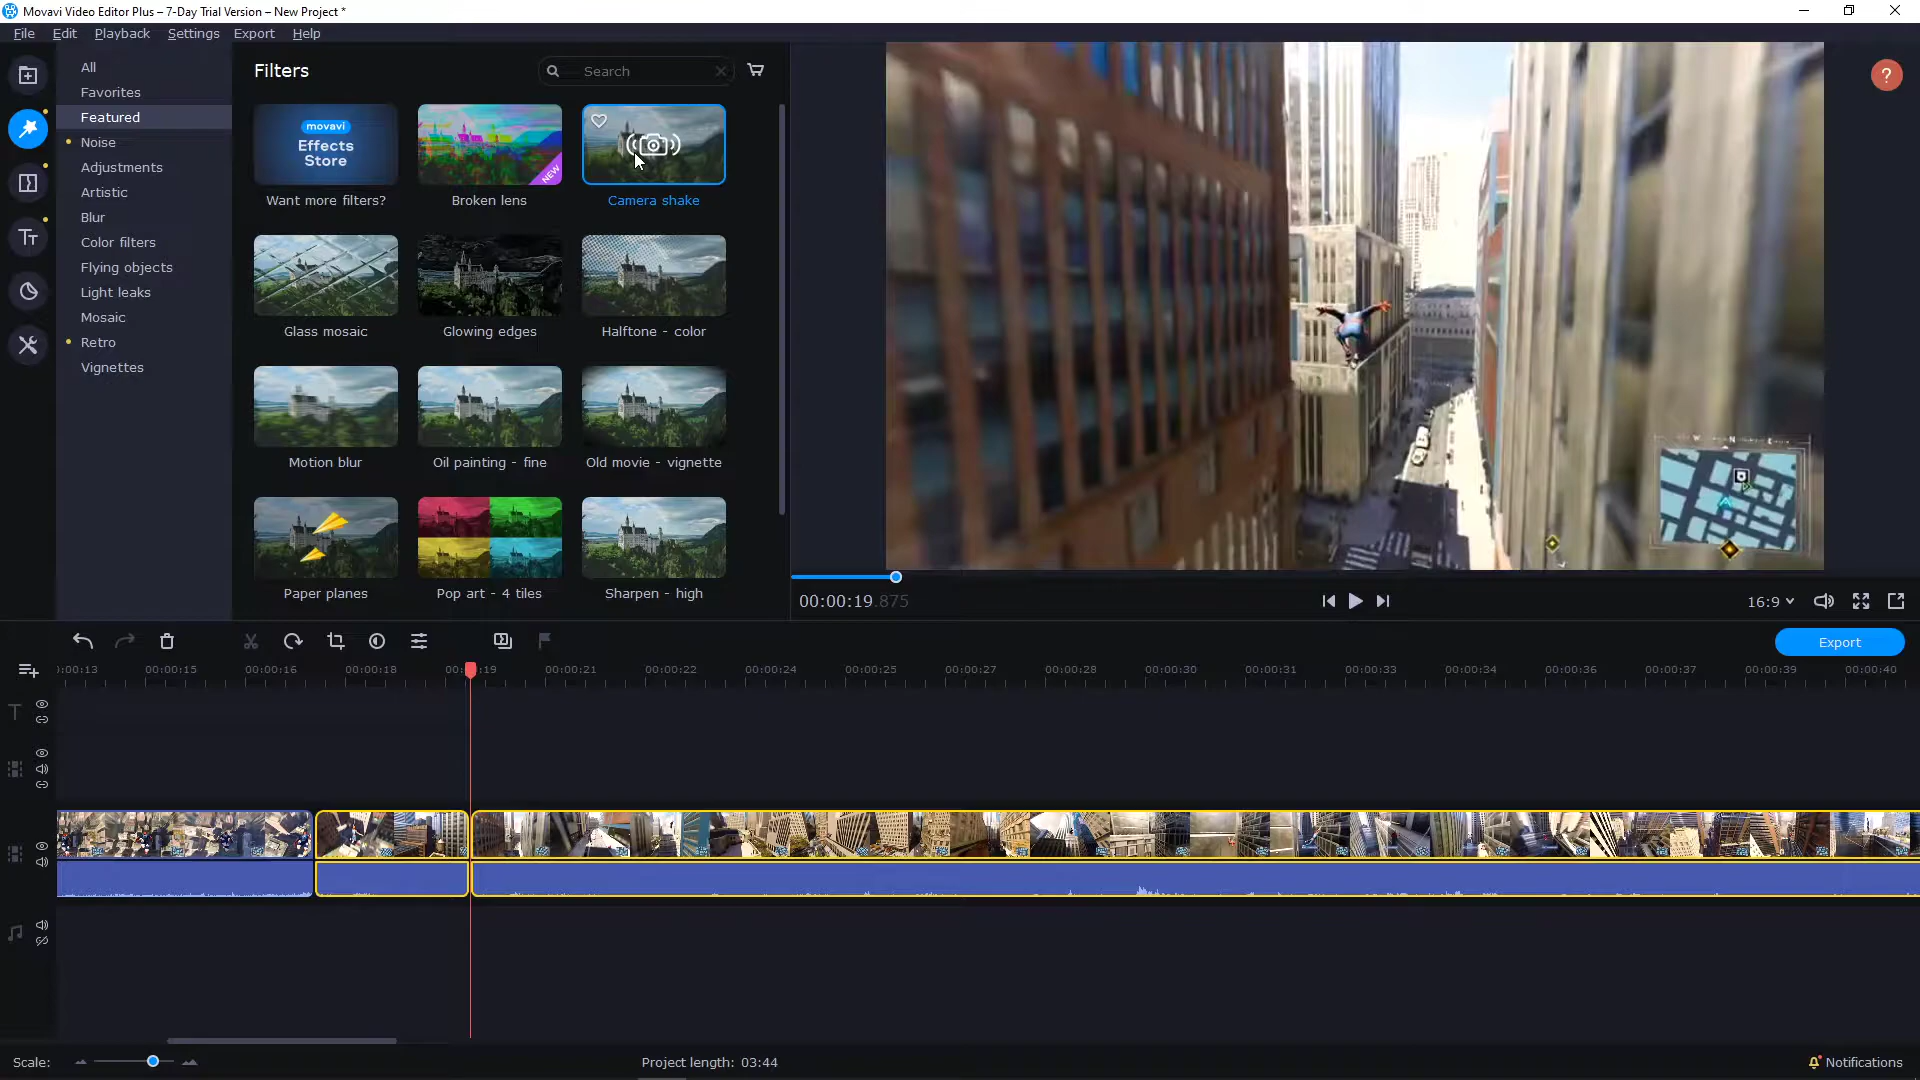 Movavi Video Editor Plus – 7-Day Trial Version – New Project *
File Edit Playback Settings Export Help
All
Favorites
Featured
Noise
Adjustments
Artistic
Blur
Color filters
Flying objects
Light leaks
Mosaic
Retro
Vignettes
Filters
Search
movavi
Effects
Store
NEW
Want more filters? Broken lens Camera shake
Glass mosaic Glowing edges Halftone - color
Motion blur Oil painting - fine Old movie - vignette
Paper planes Pop art - 4 tiles Sharpen - high
?
W N E
00:00:19.875
16:9
Export
00:00:15 00:00:16 00:00:18 00:00:21 00:00:22 00:00:24 00:00:25 00:00:27 00:00:28 00:00:30 00:00:31 00:00:33 00:00:34 00:00:36 00:00:37 00:00:39 00:00:40
Scale:
Project length: 03:44
Notifications